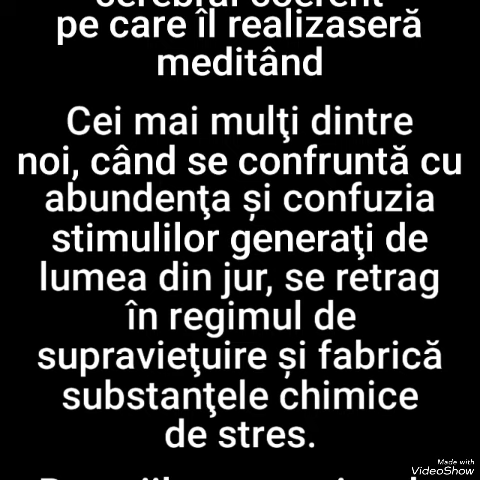 pe care îl realizaseră
meditând
Cei mai mulţi dintre
noi, când se confruntă cu
abundenţa și confuzia
stimulilor generaţi de
lumea din jur, se retrag
în regimul de
supravieţuire și fabrică
substanţele chimice
de stres.
Made with
VideoShow